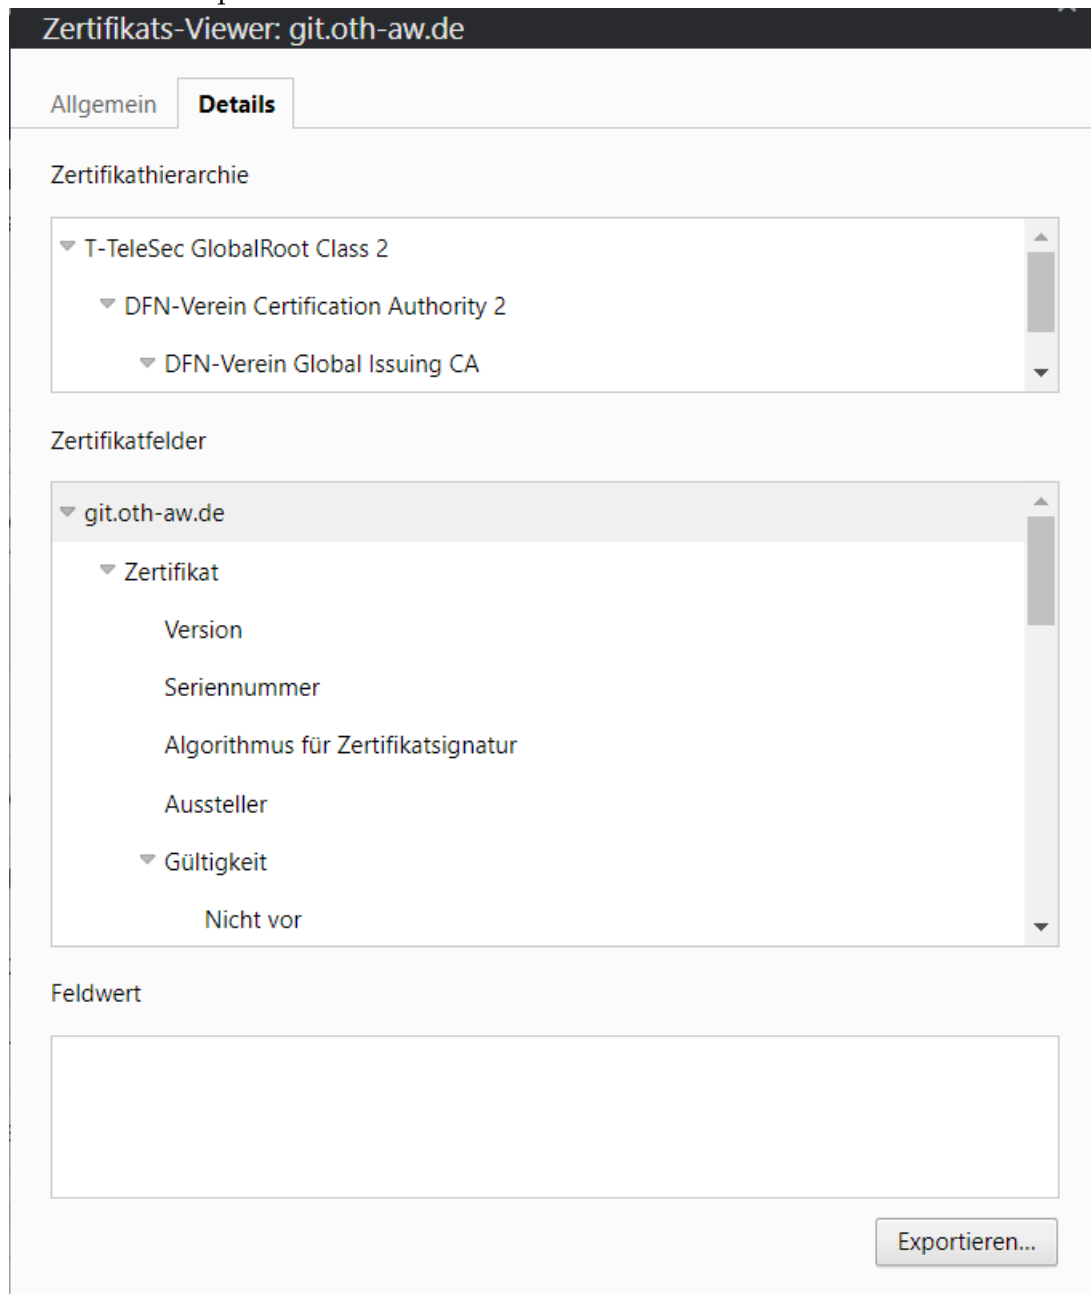 Zertifikats-Viewer: git.oth-aw.de
Allgemein Details
Zertifikathierarchie
T-TeleSec GlobalRoot Class 2
DFN-Verein Certification Authority 2
DFN-Verein Global Issuing CA
Zertifikatfelder
git.oth-aw.de
Zertifikat
Version
Seriennummer
Algorithmus für Zertifikatsignatur
Aussteller
Gültigkeit
Nicht vor
Feldwert
Exportieren...